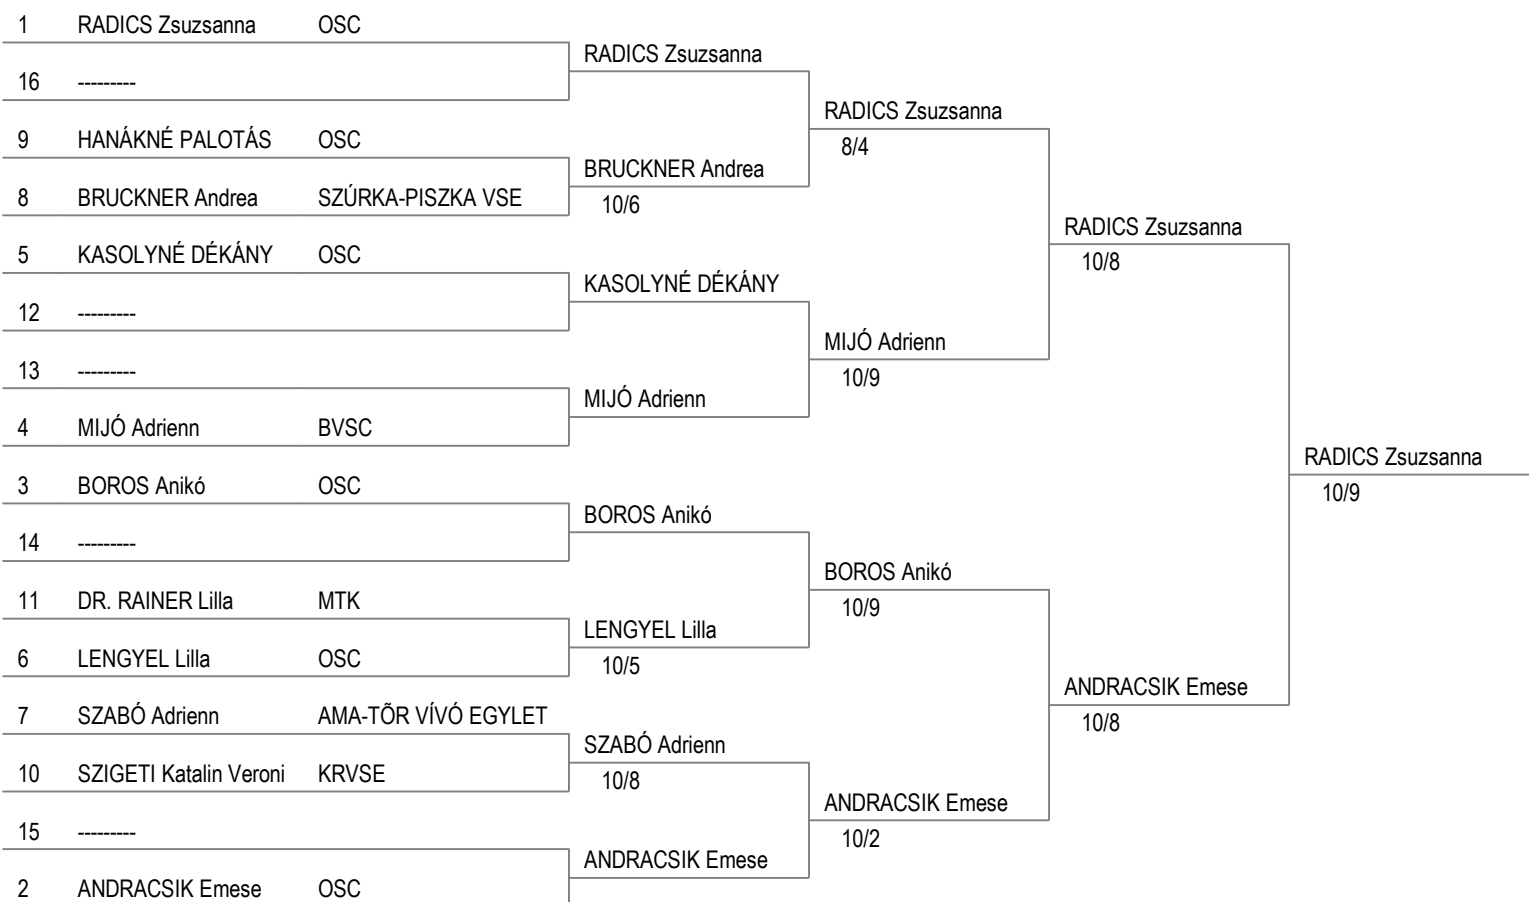 1 RADICS Zsuzsanna OSC
RADICS Zsuzsanna
16 ---------
RADICS Zsuzsanna
9 HANÁKNÉ PALOTÁS OSC
8/4
BRUCKNER Andrea
8 BRUCKNER Andrea SZÚRKA-PISZKA VSE
10/6
RADICS Zsuzsanna
5 KASOLYNÉ DÉKÁNY OSC
10/8
KASOLYNÉ DÉKÁNY
12 ---------
MIJÓ Adrienn
13 ---------
10/9
MIJÓ Adrienn
4 MIJÓ Adrienn BVSC
RADICS Zsuzsanna
3 BOROS Anikó OSC
10/9
BOROS Anikó
14 ---------
BOROS Anikó
11 DR. RAINER Lilla MTK
10/9
LENGYEL Lilla
6 LENGYEL Lilla OSC
10/5
ANDRACSIK Emese
7 SZABÓ Adrienn AMA-TÕR VÍVÓ EGYLET
10/8
SZABÓ Adrienn
10 SZIGETI Katalin Veroni KRVSE
10/8
ANDRACSIK Emese
15 ---------
10/2
ANDRACSIK Emese
2 ANDRACSIK Emese OSC